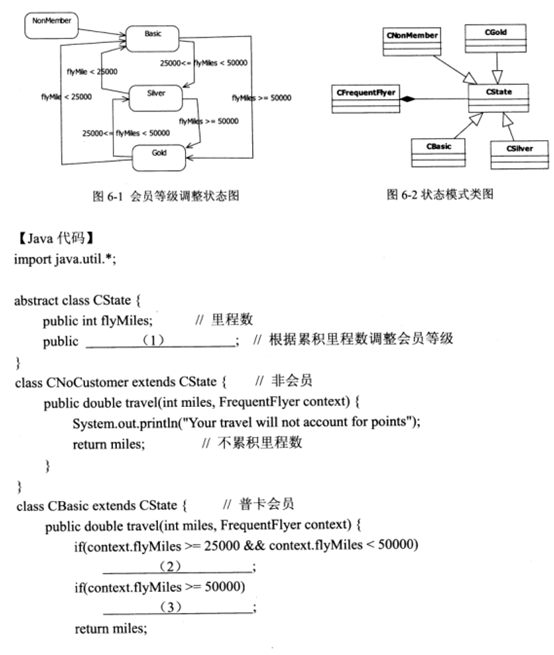 NonMember
Basic
25000<= flyMiles < 50000
flyMile < 25000
flyMile < 25000
Silver
flyMiles >= 50000
flyMiles >= 50000
25000<= flyMiles < 50000
Gold
图 6-1 会员等级调整状态图
CNonMember
CGold
CFrequentFlyer
CState
CBasic
CSilver
图 6-2 状态模式类图
【Java 代码】
import java.util.*;
abstract class CState {
public int flyMiles; // 里程数
public （1） ; // 根据累积里程数调整会员等级
}
class CNoCustomer extends CState { // 非会员
public double travel(int miles, FrequentFlyer context) {
System.out.println("Your travel will not account for points");
return miles; // 不累积里程数
}
}
class CBasic extends CState { // 普卡会员
public double travel(int miles, FrequentFlyer context) {
if(context.flyMiles >= 25000 && context.flyMiles < 50000)
（2） ;
if(context.flyMiles >= 50000)
（3） ;
return miles;